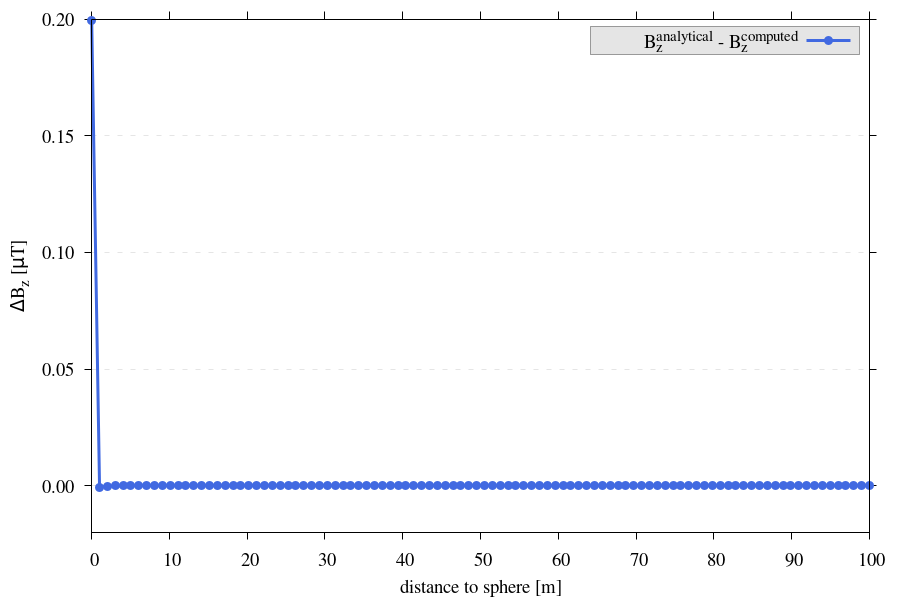 B_z^analytical - B_z^computed
0.20
0.15
0.10
0.05
0.00
ΔB_z [μT]
0 10 20 30 40 50 60 70 80 90 100
distance to sphere [m]